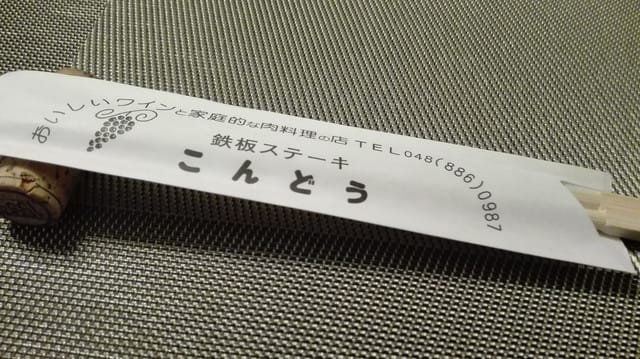 おいしいワインと家庭的な肉料理の店 TEL048(886)0987
鉄板ステーキ
こんどう